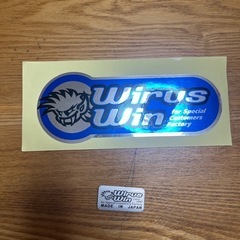 Wirus
Win
for Special
Customers
Factory
Wirus
Win
MADE IN JAPAN